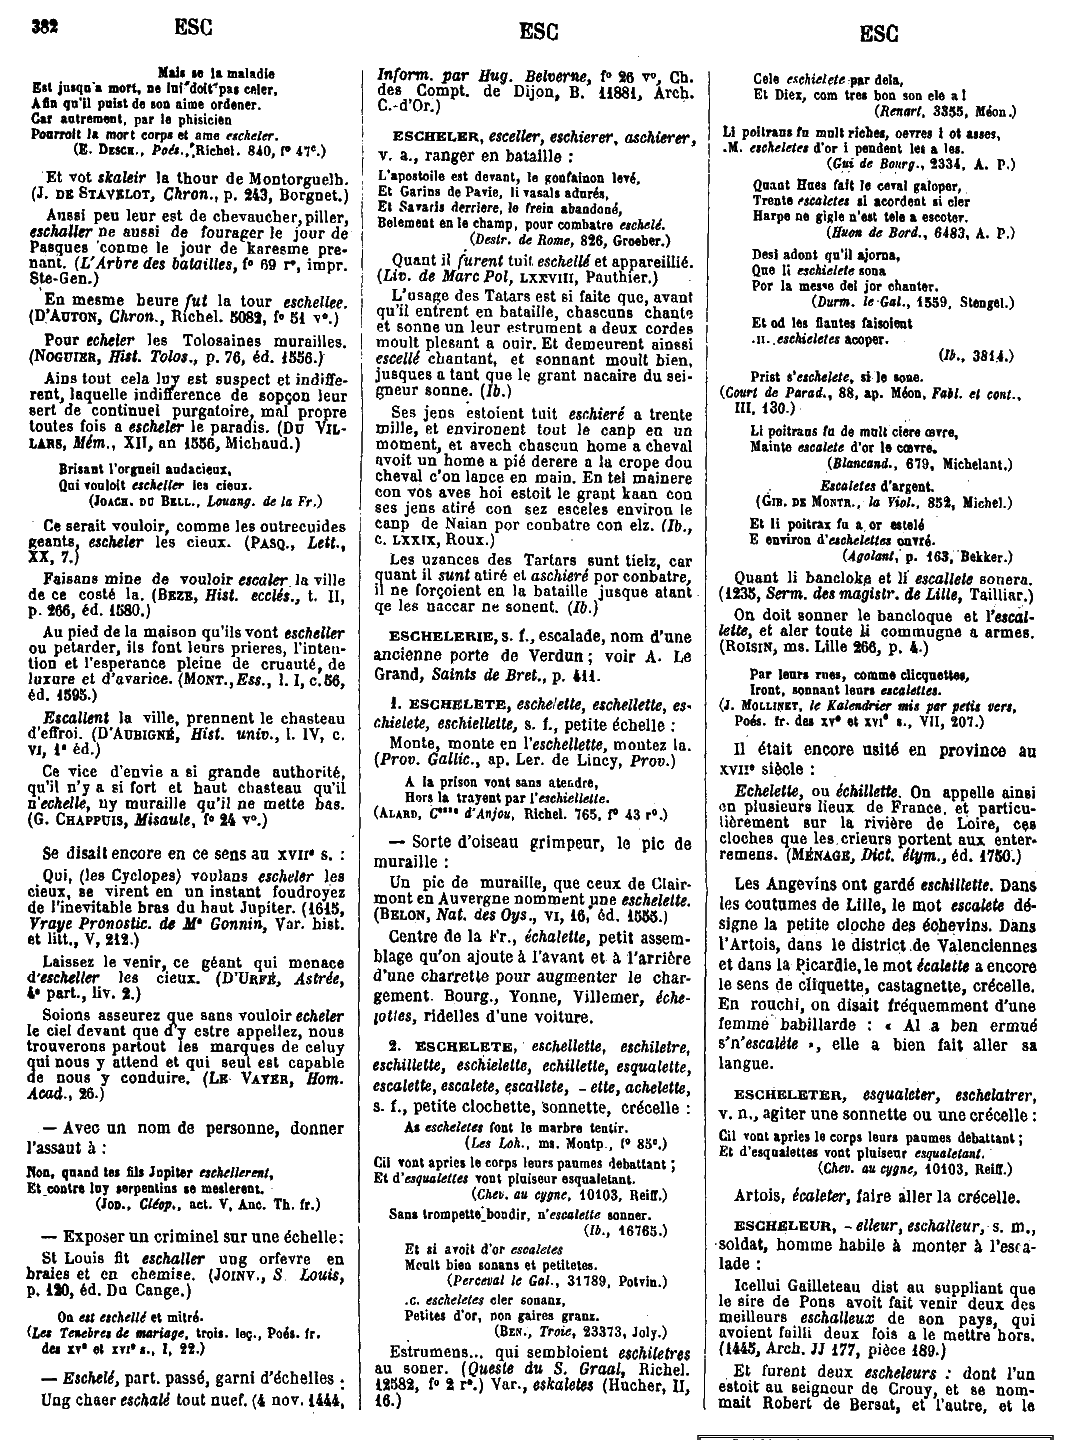 382 ESC
ESC
ESC
Mais se la maladie
Est jusqu'a mort, ne lui doit pas celer,
Afin qu'il puist de son aime ordener.
Car autrement, par le phisicien
Pourroit la mort corps et ame escheler.
(E. DESCH., Poés., Richel. 840, f° 47ᶜ.)
Et vot skaleir la thour de Montorguelh.
(J. DE STAVELOT, Chron., p. 243, Borgnet.)
Aussi peu leur est de chevaucher, piller,
eschaller ne aussi de fourager le jour de
Pasques comme le jour de karesme pre-
nant. (L'Arbre des batailles, f° 69 r°, impr.
Ste-Gen.)
En mesme heure fut la tour eschellee.
(D'AUTON, Chron., Richel. 5082, f° 51 v°.)
Pour echeler les Tolosaines murailles.
(NOGUIER, Hist. Tolos., p. 76, éd. 1556.)
Ains tout cela luy est suspect et indiffe-
rent, laquelle indifference de sopçon leur
sert de continuel purgatoire, mal propre
toutes fois a escheler le paradis. (DU VIL-
LARS, Mém., XII, an 1556, Michaud.)
Brisant l'orgueil audacieux,
Qui vouloit escheller les cieux.
(JOACH. DU BELL., Louang. de la Fr.)
Ce serait vouloir, comme les outrecuides
geants, escheler les cieux. (PASQ., Lett.,
XX, 7.)
Faisans mine de vouloir escaler la ville
de ce costé la. (BEZE, Hist. ecclés., t. II,
p. 266, éd. 1580.)
Au pied de la maison qu'ils vont escheller
ou petarder, ils font leurs prieres, l'inten-
tion et l'esperance pleine de cruauté, de
luxure et d'avarice. (MONT., Ess., l. I, c. 56,
éd. 1595.)
Escallent la ville, prennent le chasteau
d'effroi. (D'AUBIGNÉ, Hist. univ., l. IV, c.
VI, 1ᵉ éd.)
Ce vice d'envie a si grande authorité,
qu'il n'y a si fort et haut chasteau qu'il
n'echelle, ny muraille qu'il ne mette bas.
(G. CHAPPUIS, Misaule, f° 24 v°.)
Se disait encore en ce sens au XVIIᵉ s. :
Qui, (les Cyclopes) voulans escheler les
cieux, se virent en un instant foudroyez
de l'inevitable bras du haut Jupiter. (1615,
Vraye Pronostic. de Mᵉ Gonnin, Var. hist.
et litt., V, 212.)
Laissez le venir, ce géant qui menace
d'escheller les cieux. (D'URFÉ, Astrée,
4ᵉ part., liv. 2.)
Soions asseurez que sans vouloir echeler
le ciel devant que d'y estre appellez, nous
trouverons partout les marques de celuy
qui nous y attend et qui seul est capable
de nous y conduire. (LE VAYER, Hom.
Acad., 26.)
— Avec un nom de personne, donner
l'assaut à :
Non, quand tes fils Jupiter eschellerent,
Et contre luy serpentins se meslerent.
(JOD., Cléop., act. V, Anc. Th. fr.)
— Exposer un criminel sur une échelle :
St Louis fit eschaller ung orfevre en
braies et en chemise. (JOINV., S. Louis,
p. 120, éd. Du Cange.)
On est eschellé et mitré.
(Les Tenebres de mariage, trois. leç., Poés. fr.
des XVᵉ et XVIᵉ s., I, 22.)
— Eschelé, part. passé, garni d'échelles :
Ung chaer eschalé tout nuef. (4 nov. 1444,
Inform. par Hug. Belverne, f° 26 v°, Ch.
des Compt. de Dijon, B. 11881, Arch.
C.-d'Or.)
ESCHELER, esceller, eschierer, aschierer,
v. a., ranger en bataille :
L'apostoile est devant, le gonfainon levé,
Et Garins de Pavie, li vasals adurés,
Et Savaris derriere, le frein abandoné,
Belement en le champ, pour combatre eschelé.
(Destr. de Rome, 826, Groeber.)
Quant il furent tuit eschellé et appareillié.
(Liv. de Marc Pol, LXXVIII, Pauthier.)
L'usage des Tatars est si faite que, avant
qu'il entrent en bataille, chascuns chante
et sonne un leur estrument a deux cordes
moult plesant a ouir. Et demeurent ainssi
escellé chantant, et sonnant moult bien,
jusques a tant que le grant nacaire du sei-
gneur sonne. (Ib.)
Ses jens estoient tuit eschieré a trente
mille, et environent tout le canp en un
moment, et avech chascun home a cheval
avoit un home a pié derere a la crope dou
cheval c'on lance en main. En tel mainere
con vos aves hoi estoit le grant kaan con
ses jens atiré con sez esceles environ le
canp de Naian por conbatre con elz. (Ib.,
c. LXXIX, Roux.)
Les uzances des Tartars sunt tielz, car
quant il sunt atiré et aschieré por conbatre,
il ne forçoient en la bataille jusque atant
qe les naccar ne sonent. (Ib.)
ESCHELERIE, s. f., escalade, nom d'une
ancienne porte de Verdun ; voir A. Le
Grand, Saints de Bret., p. 411.
1. ESCHELETE, eschelette, eschellette, es-
chielete, eschiellette, s. f., petite échelle :
Monte, monte en l'eschellette, montez la.
(Prov. Gallic., ap. Ler. de Lincy, Prov.)
A la prison vont sans atendre,
Hors la trayent par l'eschiellette.
(ALARD, Cᵗᵉˢˢᵉ d'Anjou, Richel. 765, f° 43 r°.)
— Sorte d'oiseau grimpeur, le pic de
muraille :
Un pic de muraille, que ceux de Clair-
mont en Auvergne nomment une eschelette.
(BELON, Nat. des Oys., VI, 16, éd. 1555.)
Centre de la Fr., échalette, petit assem-
blage qu'on ajoute à l'avant et à l'arrière
d'une charrette pour augmenter le char-
gement. Bourg., Yonne, Villemer, éche-
lottes, ridelles d'une voiture.
2. ESCHELETE, eschellette, eschiletre,
eschillette, eschielette, echillette, esqualette,
escalette, escalete, escallete, - ette, achelette,
s. f., petite clochette, sonnette, crécelle :
As escheletes font le marbre tentir.
(Les Loh., ms. Montp., f° 85ᶜ.)
Cil vont apries le corps leurs paumes debattant ;
Et d'esqualettes vont pluiseur esqualetant.
(Chev. au cygne, 10103, Reiff.)
Sans trompette bondir, n'escalette sonner.
(Ib., 16765.)
Et si avoit d'or escaletes
Moult bien sonans et petitetes.
(Perceval le Gal., 31789, Potvin.)
.C. escheletes cler sonanz,
Petites d'or, non gaires granz.
(BEN., Troie, 23373, Joly.)
Estrumens... qui sembloient eschiletres
au soner. (Queste du S. Graal, Richel.
12582, f° 2 rᵃ.) Var., eskaletes (Hucher, II,
16.)
Cele eschielete par dela,
Et Diex, com tres bon son ele a !
(Renart, 3355, Méon.)
Li poitrans fu mult riches, oevres i ot asses,
.M. escheletes d'or i pendent les a les.
(Gui de Bourg., 2334, A. P.)
Quant Hues fait le ceval galoper,
Trente escaletes si acordent si cler
Harpe ne gigle n'est tele a escoter.
(Huon de Bord., 6483, A. P.)
Desi adont qu'il ajorna,
Que li eschielete sona
Por la messe del jor chanter.
(Durm. le Gal., 1559, Stengel.)
Et od les flautes faisoient
.II. eschieletes acoper.
(Ib., 3814.)
Prist s'eschelete, si le sone.
(Court de Parad., 88, ap. Méon, Fabl. et cont.,
III, 130.)
Li poitrans fu de mult ciere œvre,
Mainte escalete d'or le cœvre.
(Blancand., 679, Michelant.)
Escaletes d'argent.
(GIB. DE MONTR., la Viol., 852, Michel.)
Et li poitrax fu a or estelé
E environ d'eschelettes onvré.
(Agolant, p. 163, Bekker.)
Quant li bancloke et li escallete sonera.
(1235, Serm. des magistr. de Lille, Tailliar.)
On doit sonner le bancloque et l'escal-
lette, et aler toute li commugne a armes.
(ROISIN, ms. Lille 266, p. 4.)
Par leurs rues, comme clicquettes,
Iront, sonnant leurs escalettes.
(J. MOLLINET, le Kalendrier mis par petis vers,
Poés. fr. des XVᵉ et XVIᵉ s., VII, 207.)
Il était encore usité en province au
XVIIᵉ siècle :
Echelette, ou échillette. On appelle ainsi
en plusieurs lieux de France, et particu-
lièrement sur la rivière de Loire, ces
cloches que les crieurs portent aux enter-
remens. (MÉNAGE, Dict. étym., éd. 1750.)
Les Angevins ont gardé eschillette. Dans
les coutumes de Lille, le mot escalete dé-
signe la petite cloche des échevins. Dans
l'Artois, dans le district de Valenciennes
et dans la Picardie, le mot écalette a encore
le sens de cliquette, castagnette, crécelle.
En rouchi, on disait fréquemment d'une
femme babillarde : « Al a ben ermué
s'n'escalète », elle a bien fait aller sa
langue.
ESCHELETER, esqualeter, eschelatrer,
v. n., agiter une sonnette ou une crécelle :
Cil vont apries le corps leurs paumes debattant ;
Et d'esqualettes vont pluiseur esqualetant.
(Chev. au cygne, 10103, Reiff.)
Artois, écaleter, faire aller la crécelle.
ESCHELEUR, - elleur, eschalleur, s. m.,
soldat, homme habile à monter à l'esca-
lade :
Icellui Gailleteau dist au suppliant que
le sire de Pons avoit fait venir deux des
meilleurs eschalleux de son pays, qui
avoient failli deux fois a le mettre hors.
(1445, Arch. JJ 177, pièce 189.)
Et furent deux escheleurs : dont l'un
estoit au seigneur de Crouy, et se nom-
mait Robert de Bersat, et l'autre, et le